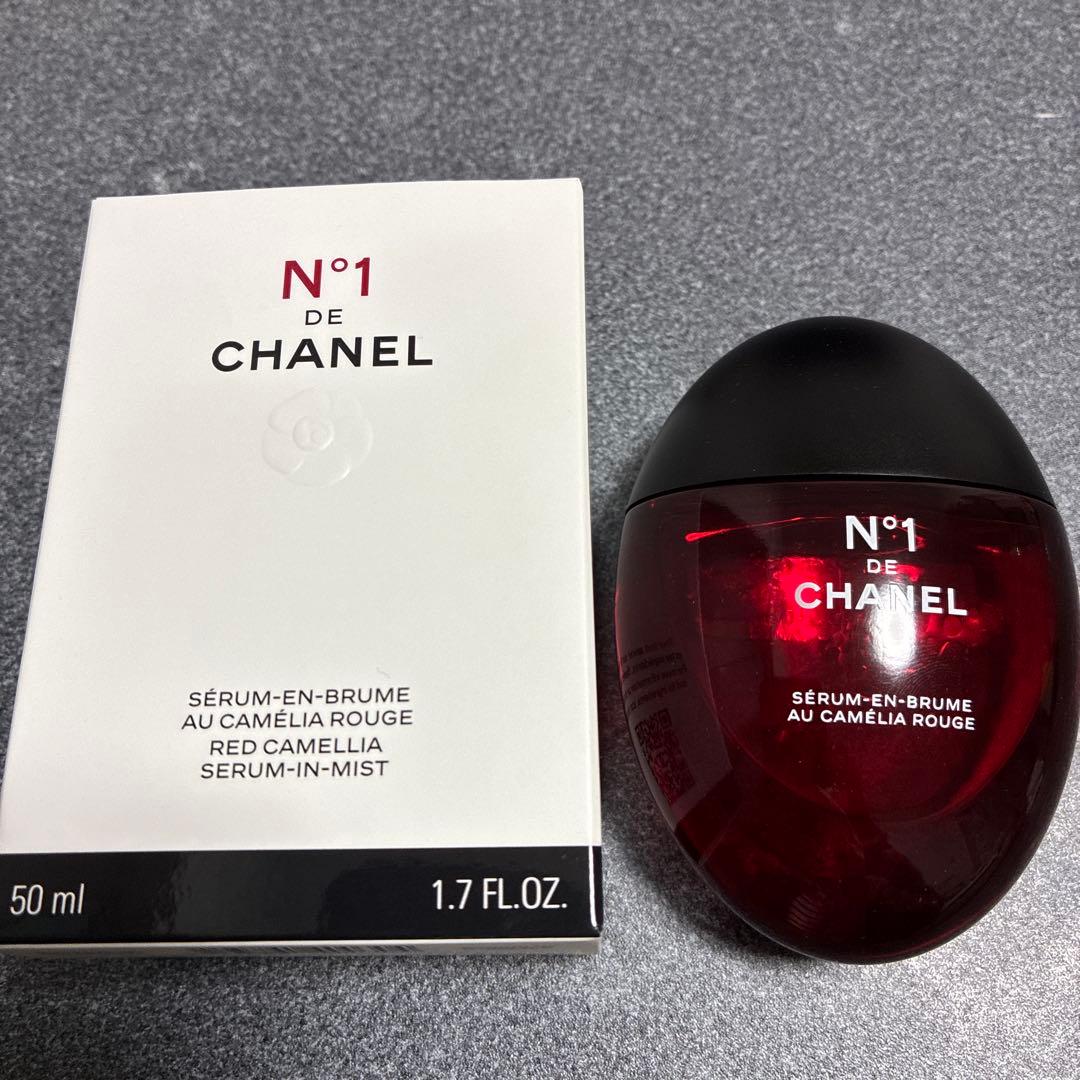 N°1
DE
CHANEL
SÉRUM-EN-BRUME
AU CAMÉLIA ROUGE
RED CAMELLIA
SERUM-IN-MIST
50 ml
1.7 FL.OZ.
N°1
DE
CHANEL
SÉRUM-EN-BRUME
AU CAMÉLIA ROUGE